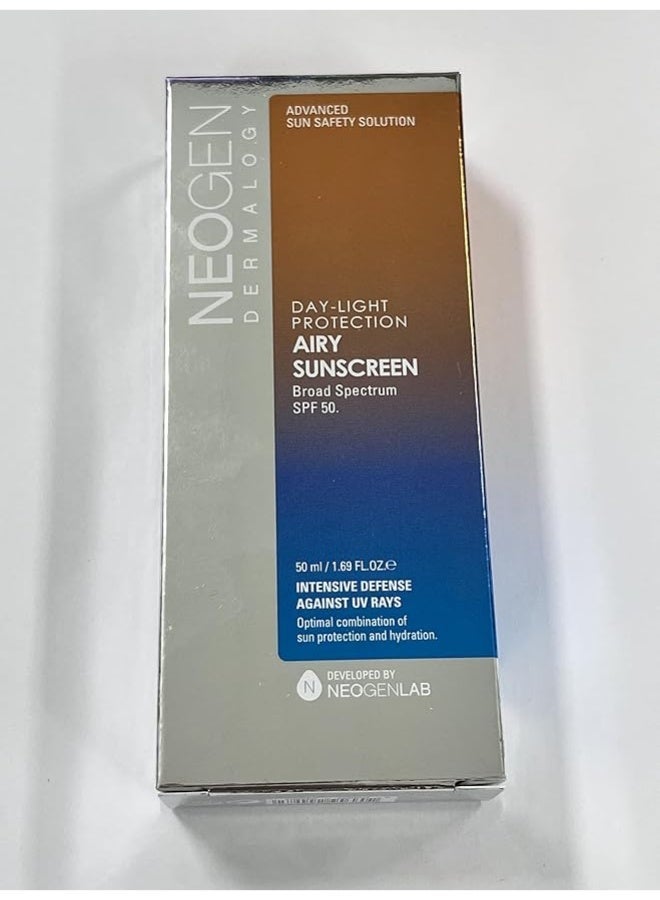 NEOGEN
DERMALOGY
ADVANCED
SUN SAFETY SOLUTION
DAY-LIGHT
PROTECTION
AIRY
SUNSCREEN
Broad Spectrum
SPF 50.
50 ml / 1.69 FL.OZ.℮
INTENSIVE DEFENSE
AGAINST UV RAYS
Optimal combination of
sun protection and hydration.
N
DEVELOPED BY
NEOGENLAB